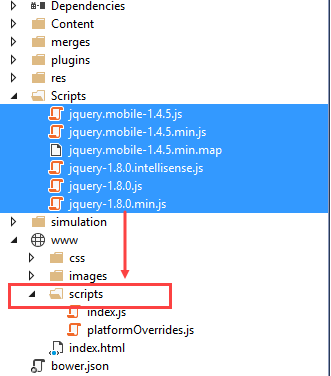 Dependencies
Content
merges
plugins
res
Scripts
jquery.mobile-1.4.5.js
jquery.mobile-1.4.5.min.js
jquery.mobile-1.4.5.min.map
jquery-1.8.0.intellisense.js
jquery-1.8.0.js
jquery-1.8.0.min.js
simulation
www
css
images
scripts
index.js
platformOverrides.js
index.html
bower.json